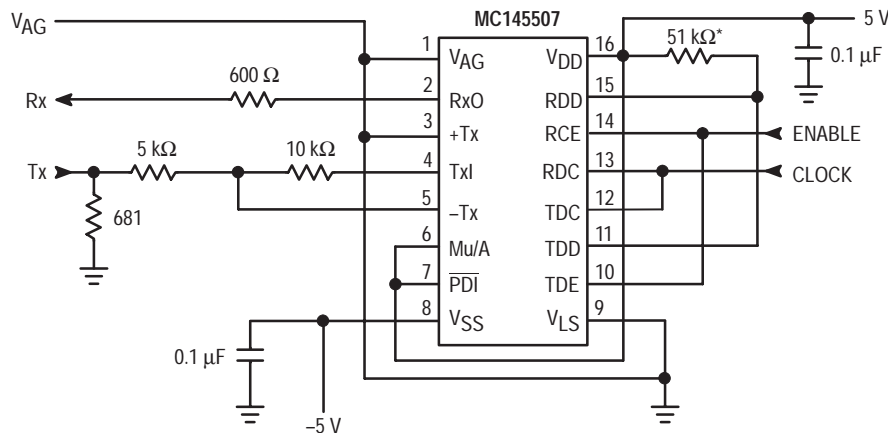 MC145507
VAG
5 V
1
VAG
VDD
16
51 kΩ*
0.1 µF
600 Ω
2
RxO
RDD
15
Rx
3
+Tx
RCE
14
ENABLE
5 kΩ
10 kΩ
4
TxI
RDC
13
CLOCK
Tx
5
–Tx
TDC
12
681
6
Mu/A
TDD
11
7
PDI
TDE
10
8
VSS
VLS
9
0.1 µF
–5 V